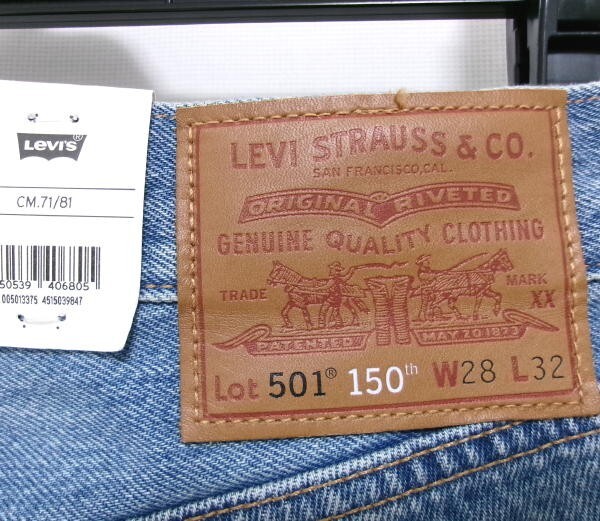 LEVI'S®
CM.71/81
50539 406805
005013375 4515039847
LEVI STRAUSS & CO.
SAN FRANCISCO, CAL.
ORIGINAL RIVETED
GENUINE QUALITY CLOTHING
TRADE MARK
XX
PATENTED MAY 20 1873
Lot 501® 150th W28 L32